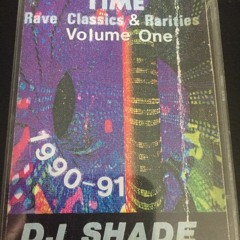 TIME
Rave Classics & Rarities
Volume One
1990-91
DJ SHADE